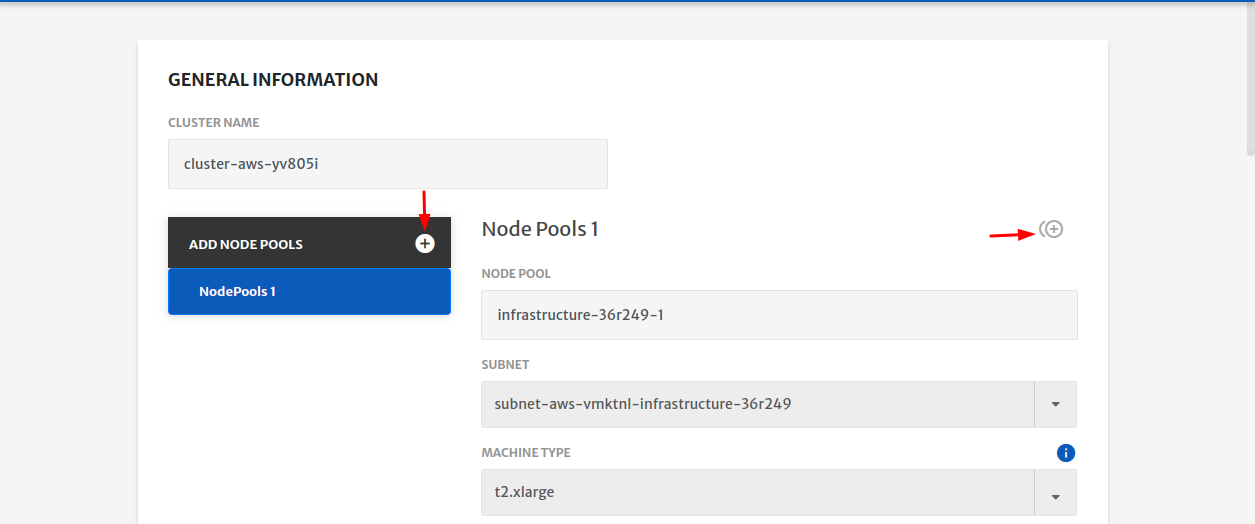 GENERAL INFORMATION
CLUSTER NAME
cluster-aws-yv805i
ADD NODE POOLS
NodePools 1
Node Pools 1
NODE POOL
infrastructure-36r249-1
SUBNET
subnet-aws-vmktnl-infrastructure-36r249
MACHINE TYPE
t2.xlarge